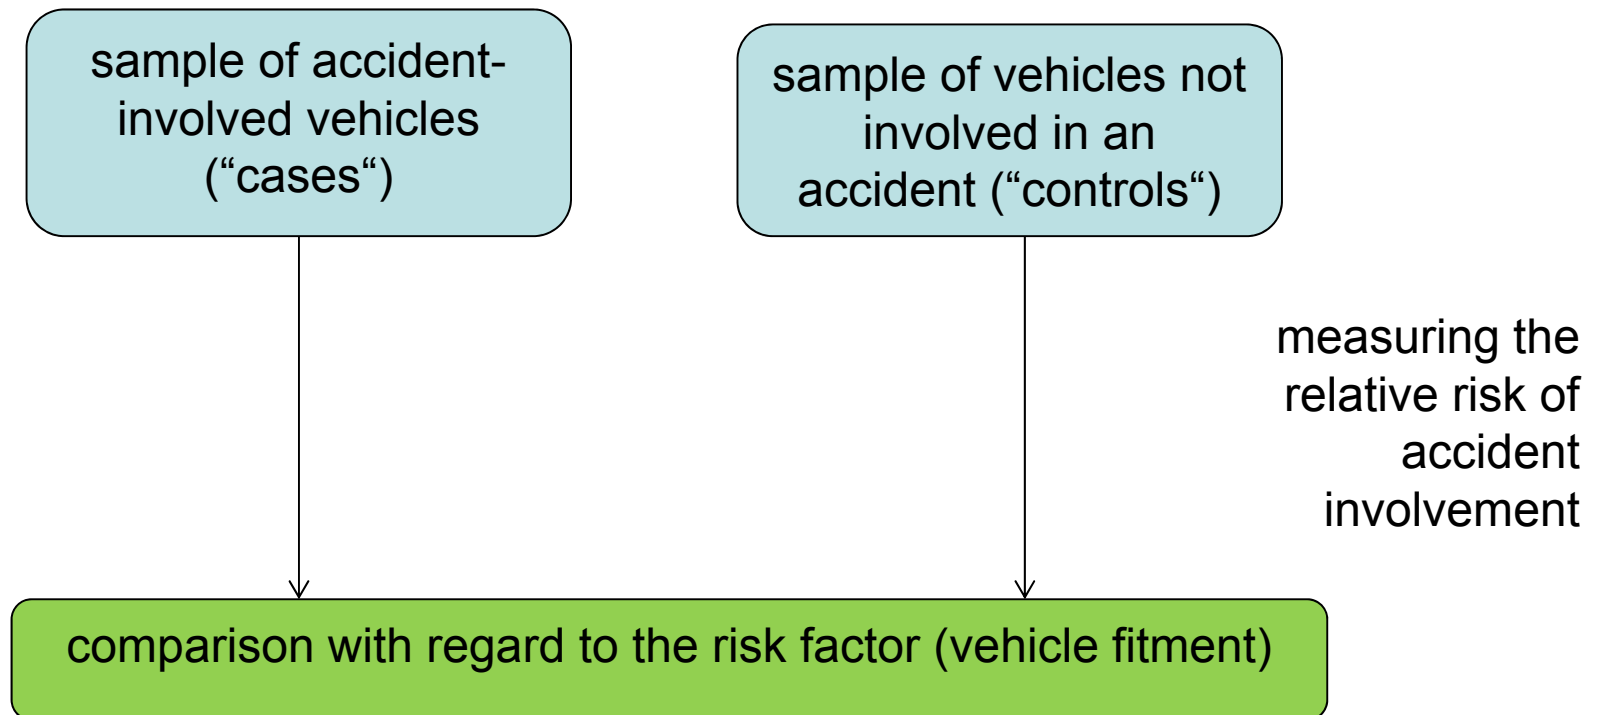 sample of accident-
involved vehicles
(“cases“)
sample of vehicles not
involved in an
accident (“controls“)
measuring the
relative risk of
accident
involvement
comparison with regard to the risk factor (vehicle fitment)